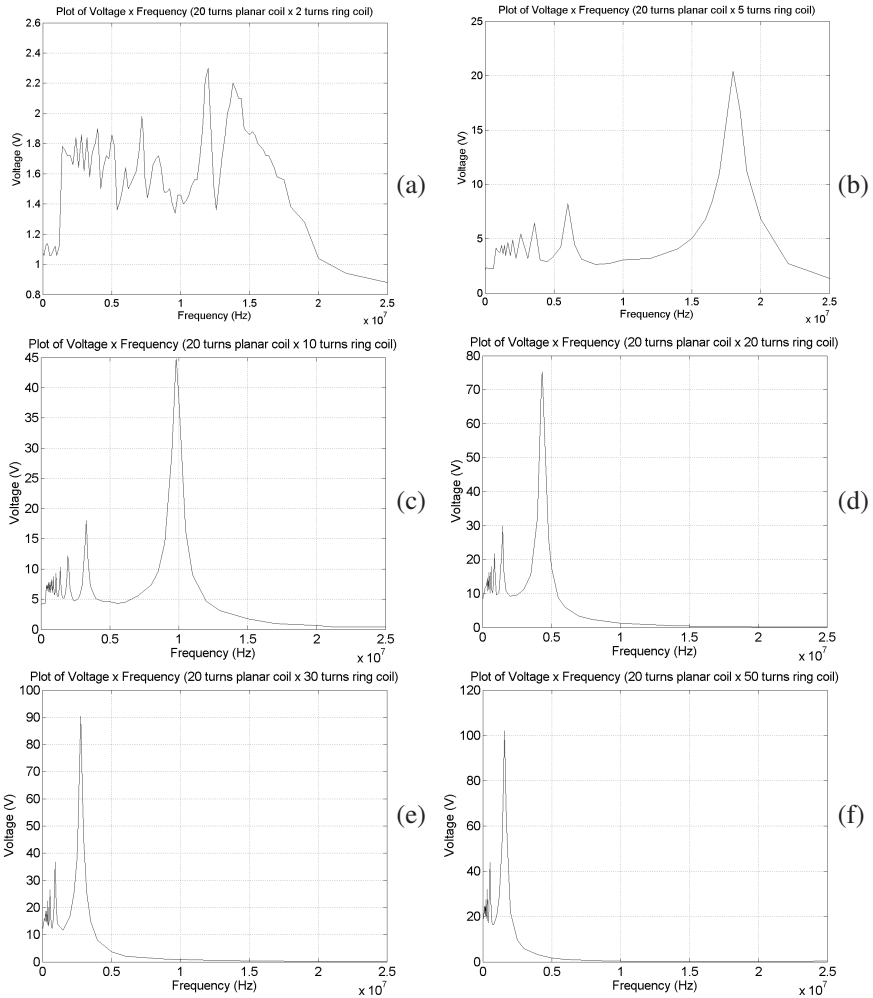 Plot of Voltage x Frequency (20 turns planar coil x 2 turns ring coil)
2.6
2.4
2.2
2
1.8
1.6
1.4
1.2
1
0.8
Voltage (V)
0
0.5
1
1.5
2
2.5
Frequency (Hz)
x 10^7
(a)
Plot of Voltage x Frequency (20 turns planar coil x 5 turns ring coil)
25
20
15
10
5
0
Voltage (V)
0
0.5
1
1.5
2
2.5
Frequency (Hz)
x 10^7
(b)
Plot of Voltage x Frequency (20 turns planar coil x 10 turns ring coil)
45
40
35
30
25
20
15
10
5
0
Voltage (V)
0
0.5
1
1.5
2
2.5
Frequency (Hz)
x 10^7
(c)
Plot of Voltage x Frequency (20 turns planar coil x 20 turns ring coil)
80
70
60
50
40
30
20
10
0
Voltage (V)
0
0.5
1
1.5
2
2.5
Frequency (Hz)
x 10^7
(d)
Plot of Voltage x Frequency (20 turns planar coil x 30 turns ring coil)
100
90
80
70
60
50
40
30
20
10
0
Voltage (V)
0
0.5
1
1.5
2
2.5
Frequency (Hz)
x 10^7
(e)
Plot of Voltage x Frequency (20 turns planar coil x 50 turns ring coil)
120
100
80
60
40
20
0
Voltage (V)
0
0.5
1
1.5
2
2.5
Frequency (Hz)
x 10^7
(f)